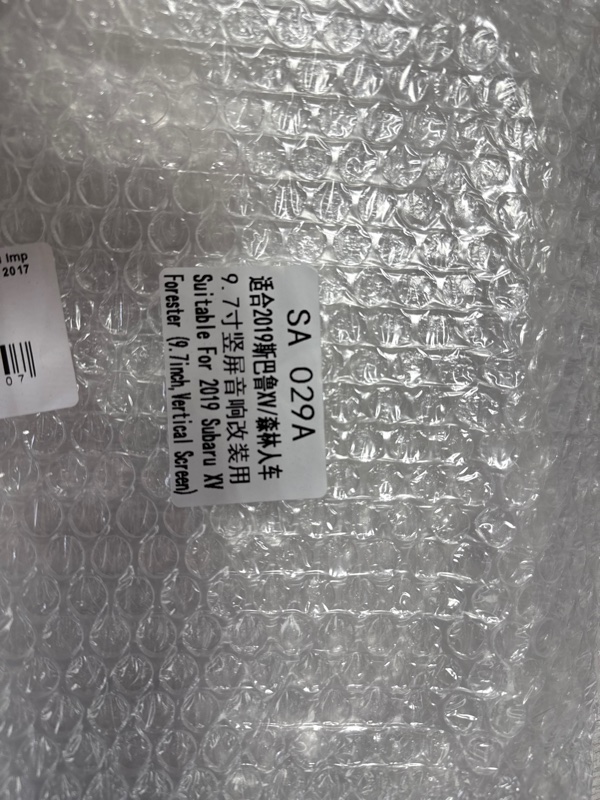 Imp
2017
07
SA 029A
适合2019斯巴鲁XV/森林人车
9.7寸竖屏音响改装用
Suitable For 2019 Subaru XV
Forester (9.7inch,Vertical Screen)